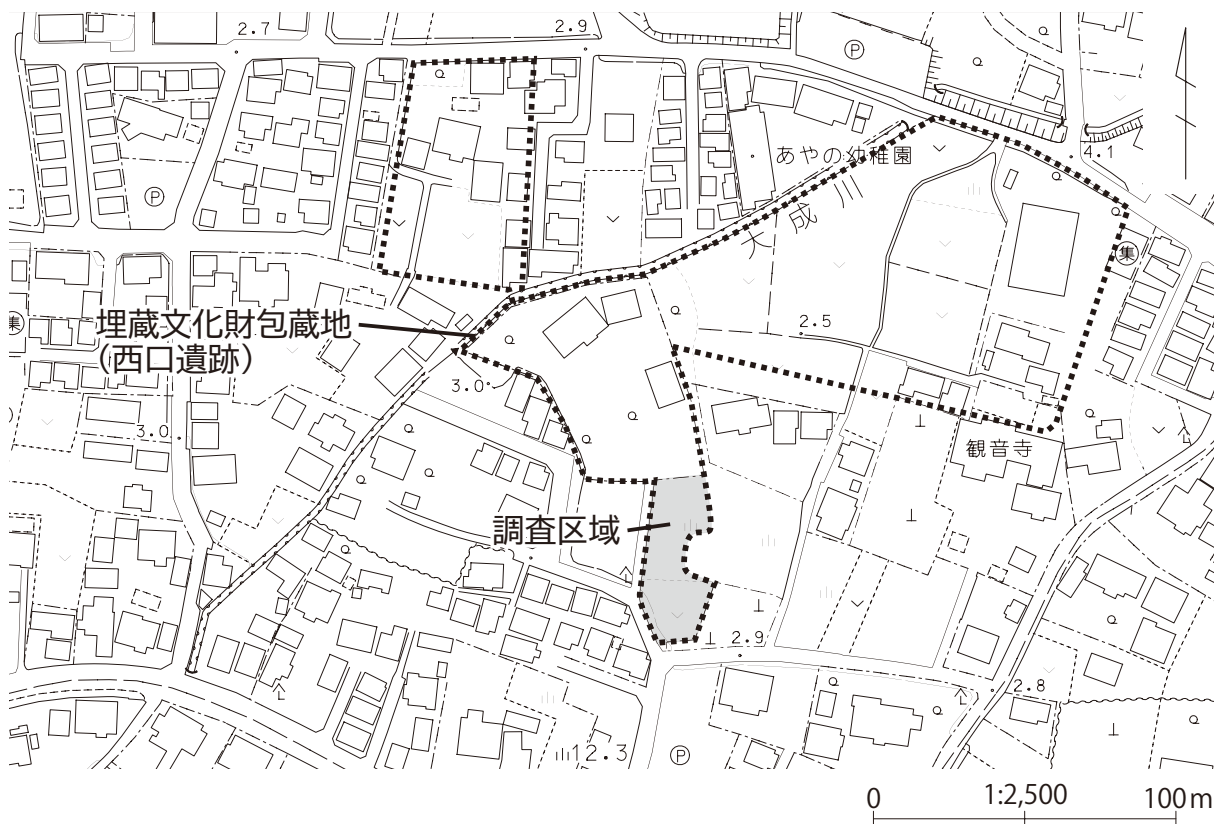 2.7
2.9
P
あやの幼稚園
4.1
P
大成川
集
埋蔵文化財包蔵地
(西口遺跡)
集
2.5
3.0
3.0
観音寺
調査区域
2.9
2.8
12.3
P
0 1:2,500 100m